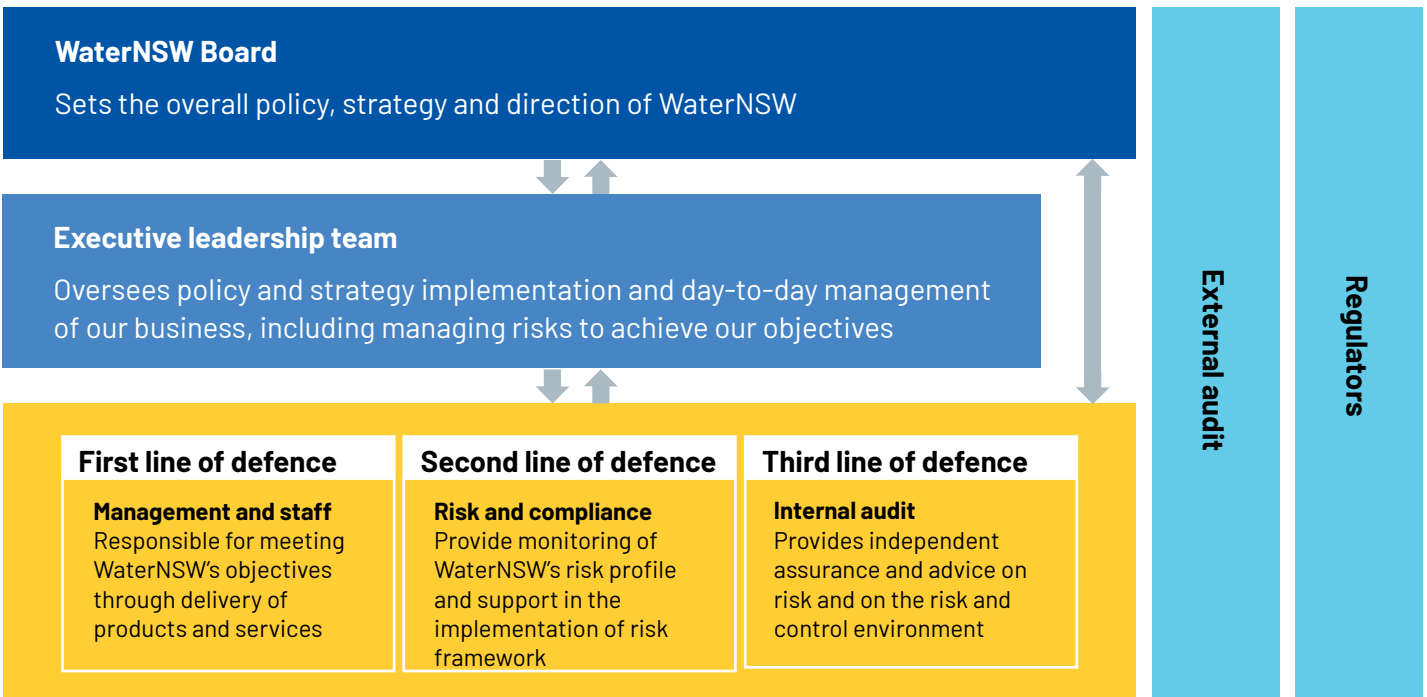 WaterNSW Board
Sets the overall policy, strategy and direction of WaterNSW
Executive leadership team
Oversees policy and strategy implementation and day-to-day management
of our business, including managing risks to achieve our objectives
First line of defence
Management and staff
Responsible for meeting
WaterNSW's objectives
through delivery of
products and services
Second line of defence
Risk and compliance
Provide monitoring of
WaterNSW's risk profile
and support in the
implementation of risk
framework
Third line of defence
Internal audit
Provides independent
assurance and advice on
risk and on the risk and
control environment
External audit
Regulators